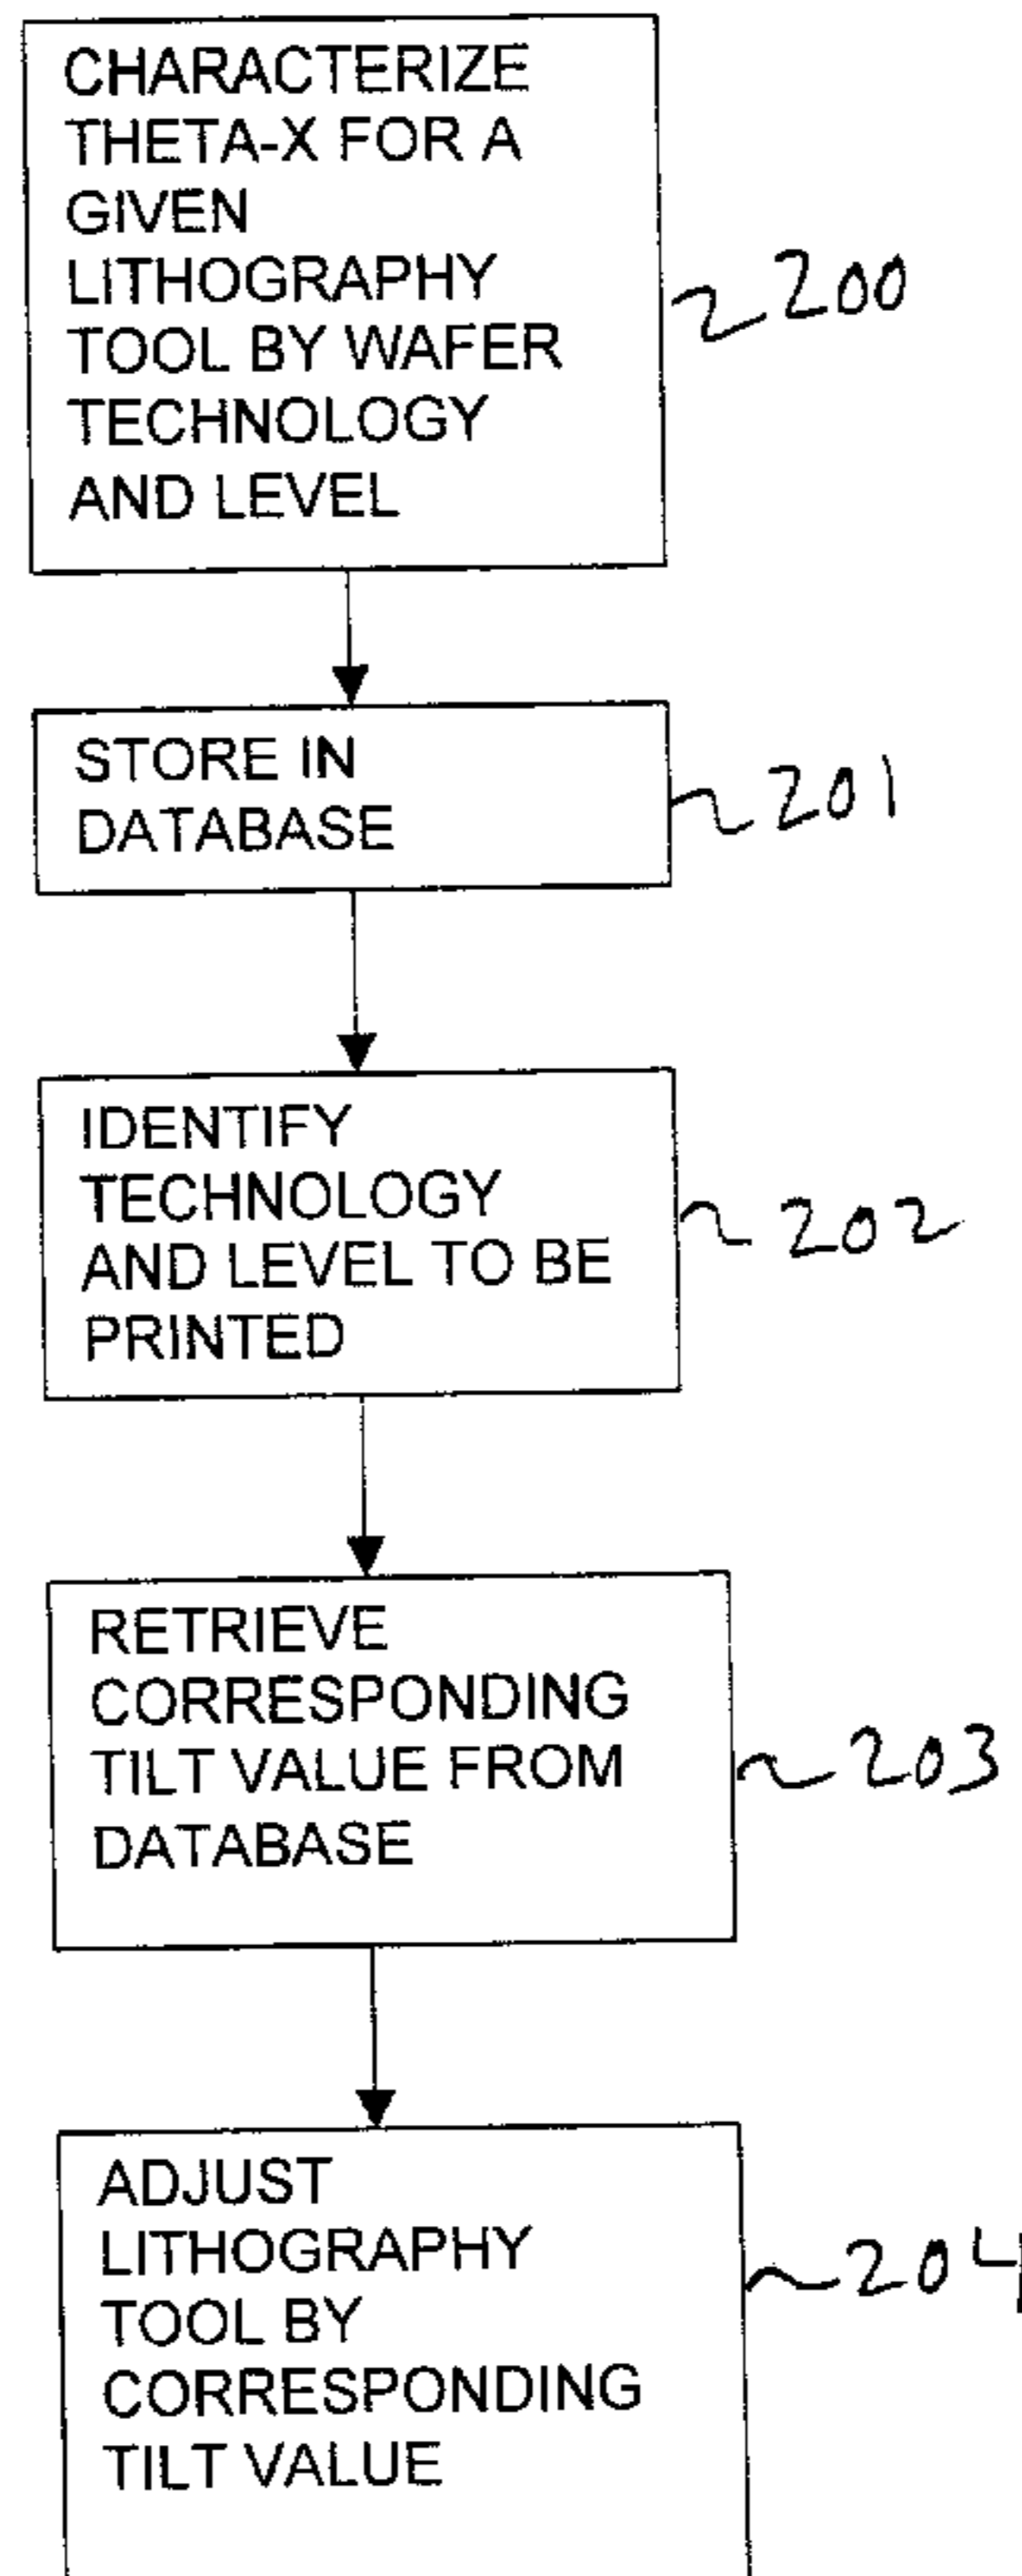 CHARACTERIZE
THETA-X FOR A
GIVEN
LITHOGRAPHY
TOOL BY WAFER
TECHNOLOGY
AND LEVEL
200
STORE IN
DATABASE
201
IDENTIFY
TECHNOLOGY
AND LEVEL TO BE
PRINTED
202
RETRIEVE
CORRESPONDING
TILT VALUE FROM
DATABASE
203
ADJUST
LITHOGRAPHY
TOOL BY
CORRESPONDING
TILT VALUE
204